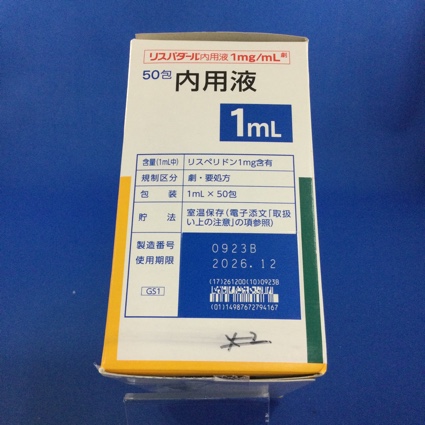 リスパダール内用液1mg/mL 劇
50包 内用液
1mL
含量(1mL中) リスペリドン1mg含有
規制区分 劇・要処方
包装 1mL×50包
貯法 室温保存(電子添文「取扱
い上の注意」の項参照)
製造番号 0923B
使用期限 2026.12
(17)261200(10)0923B
GS1
(01)14987672794167